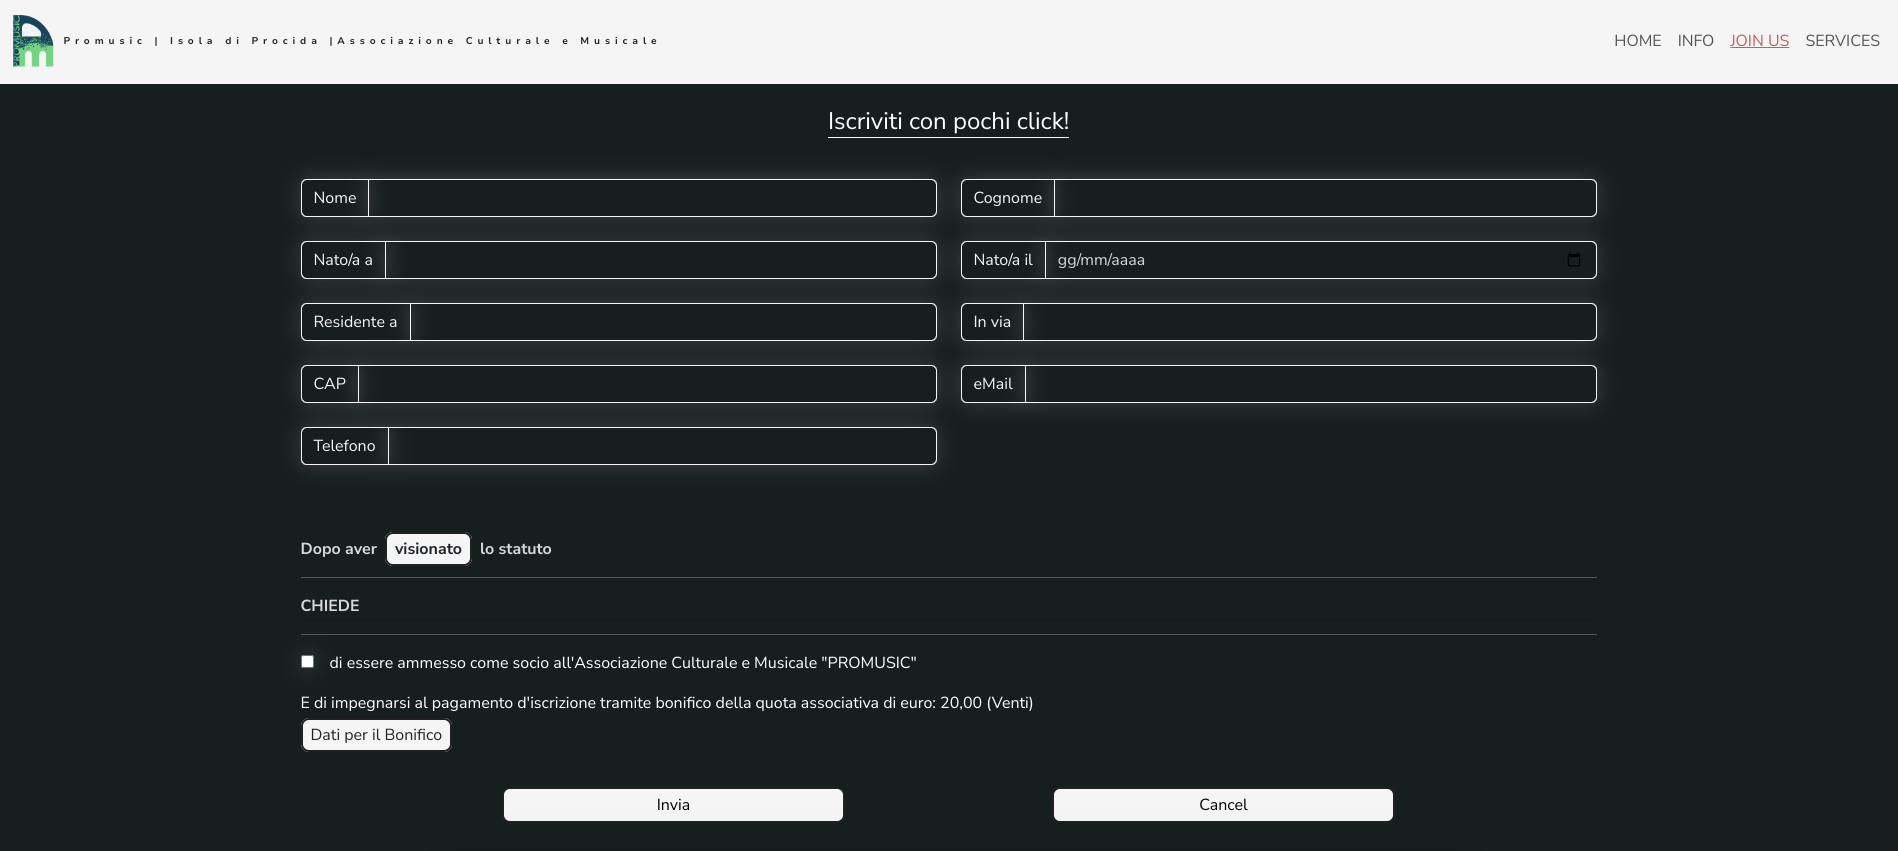 PROMUSIC
Promusic | Isola di Procida |Associazione Culturale e Musicale
HOME INFO JOIN US SERVICES
Iscriviti con pochi click!
Nome
Cognome
Nato/a a
Nato/a il gg/mm/aaaa
Residente a
In via
CAP
eMail
Telefono
Dopo aver visionato lo statuto
CHIEDE
di essere ammesso come socio all'Associazione Culturale e Musicale "PROMUSIC"
E di impegnarsi al pagamento d'iscrizione tramite bonifico della quota associativa di euro: 20,00 (Venti)
Dati per il Bonifico
Invia
Cancel